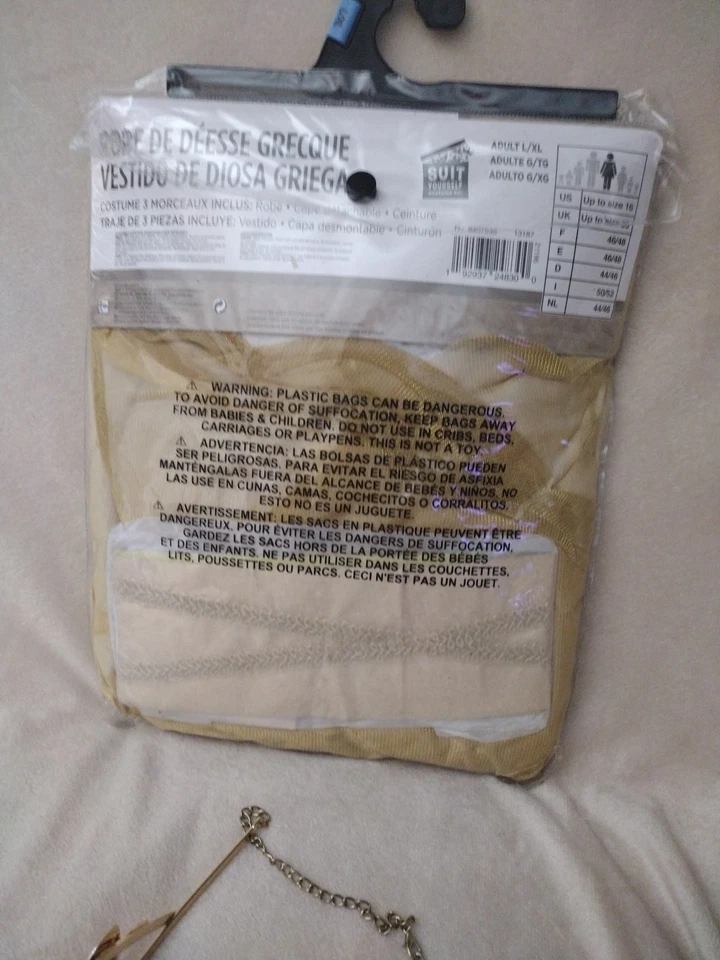 ROBE DE DÉESSE GRECQUE
VESTIDO DE DIOSA GRIEGA
COSTUME 3 MORCEAUX INCLUS: Robe • Cape détachable • Ceinture
TRAJE DE 3 PIEZAS INCLUYE: Vestido • Capa desmontable • Cinturón
SUIT
YOURSELF
ADULT L/XL
ADULTE G/TG
ADULTO G/XG
US Up to size 16
UK Up to size
F 46/48
E 46/48
D 44/46
I 50/52
NL 44/46
13187
1 92937 24830 0
⚠ WARNING: PLASTIC BAGS CAN BE DANGEROUS.
TO AVOID DANGER OF SUFFOCATION, KEEP BAGS AWAY
FROM BABIES & CHILDREN. DO NOT USE IN CRIBS, BEDS,
CARRIAGES OR PLAYPENS. THIS IS NOT A TOY.
⚠ ADVERTENCIA: LAS BOLSAS DE PLÁSTICO PUEDEN
SER PELIGROSAS. PARA EVITAR EL RIESGO DE ASFIXIA
MANTÉNGALAS FUERA DEL ALCANCE DE BEBÉS Y NIÑOS. NO
LAS USE EN CUNAS, CAMAS, COCHECITOS O CORRALITOS.
ESTO NO ES UN JUGUETE.
⚠ AVERTISSEMENT: LES SACS EN PLASTIQUE PEUVENT ÊTRE
DANGEREUX. POUR ÉVITER LES DANGERS DE SUFFOCATION,
GARDEZ LES SACS HORS DE LA PORTÉE DES BÉBÉS
ET DES ENFANTS. NE PAS UTILISER DANS LES COUCHETTES,
LITS, POUSSETTES OU PARCS. CECI N'EST PAS UN JOUET.